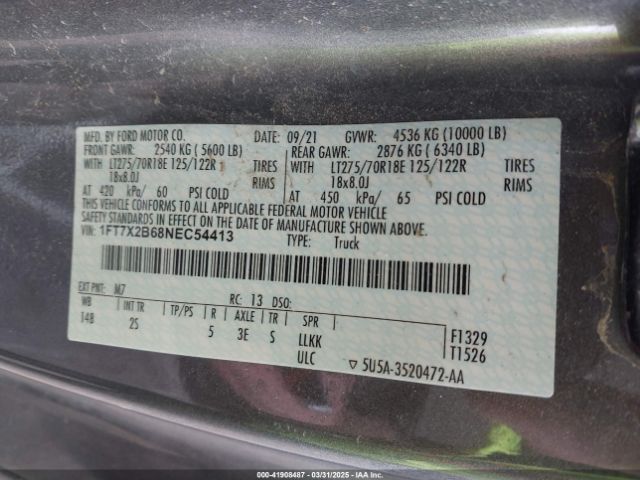 MFD. BY FORD MOTOR CO. DATE: 09/21 GVWR: 4536 KG (10000 LB)
FRONT GAWR: 2540 KG ( 5600 LB) REAR GAWR: 2876 KG ( 6340 LB)
WITH LT275/70R18E 125/122R TIRES WITH LT275/70R18E 125/122R TIRES
18x8.0J RIMS 18x8.0J RIMS
AT 420 kPa/ 60 PSI COLD AT 450 kPa/ 65 PSI COLD
THIS VEHICLE CONFORMS TO ALL APPLICABLE FEDERAL MOTOR VEHICLE
SAFETY STANDARDS IN EFFECT ON THE DATE OF MANUFACTURE SHOWN ABOVE.
VIN: 1FT7X2B68NEC54413 TYPE: Truck
EXT PNT: M7 RC: 13 DSO:
WB INT TR TP/PS R AXLE TR SPR
148 2S 5 3E S LLKK
ULC
F1329
T1526
▽ 5U5A-3520472-AA
00-41908487 -- 03/31/2025 -- IAAI.com